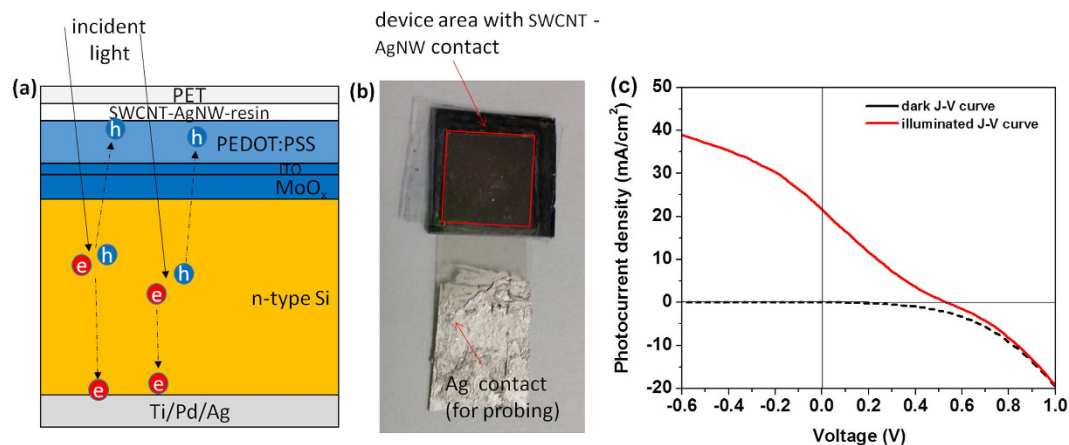 incident
light
(a)
PET
SWCNT-AgNW-resin
h
h
PEDOT:PSS
ITO
MoOx
e
h
h
e
n-type Si
e
e
Ti/Pd/Ag
device area with SWCNT -
AgNW contact
(b)
Ag contact
(for probing)
(c)
dark J-V curve
illuminated J-V curve
Photocurrent density (mA/cm²)
50
40
30
20
10
0
-10
-20
-0.6 -0.4 -0.2 0.0 0.2 0.4 0.6 0.8 1.0
Voltage (V)